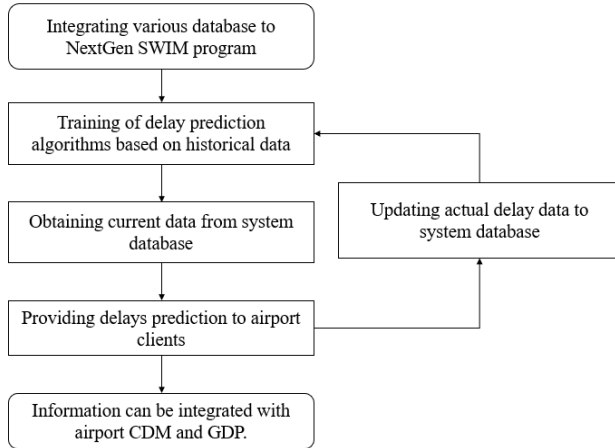 Integrating various database to
NextGen SWIM program
Training of delay prediction
algorithms based on historical data
Obtaining current data from system
database
Updating actual delay data to
system database
Providing delays prediction to airport
clients
Information can be integrated with
airport CDM and GDP.